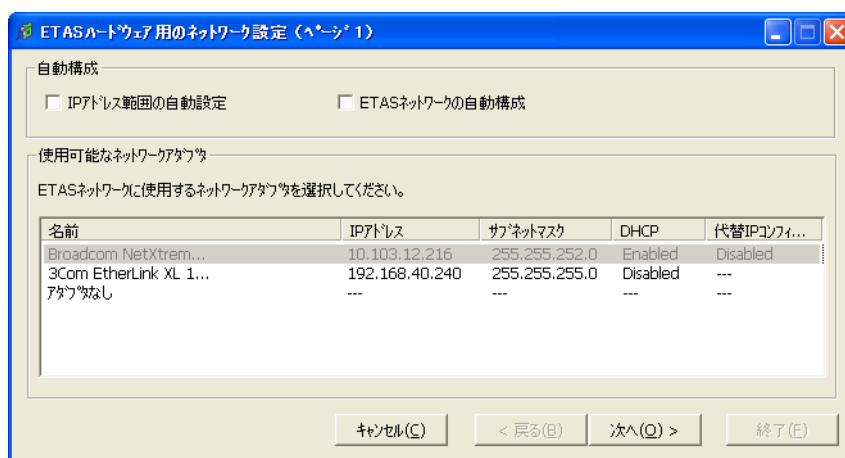 ETASﾊｰﾄﾞｳｪｱ用のﾈｯﾄﾜｰｸ設定 (ﾍﾟｰｼﾞ 1)
自動構成
IPｱﾄﾞﾚｽ範囲の自動設定 ETASﾈｯﾄﾜｰｸの自動構成
使用可能なﾈｯﾄﾜｰｸｱﾀﾞﾌﾟﾀ
ETASﾈｯﾄﾜｰｸに使用するﾈｯﾄﾜｰｸｱﾀﾞﾌﾟﾀを選択してください。
名前 IPｱﾄﾞﾚｽ ｻﾌﾞﾈｯﾄﾏｽｸ DHCP 代替IPｺﾝﾌｨ...
Broadcom NetXtrem... 10.103.12.216 255.255.252.0 Enabled Disabled
3Com EtherLink XL 1... 192.168.40.240 255.255.255.0 Disabled ---
ｱﾀﾞﾌﾟﾀなし --- --- --- ---
ｷｬﾝｾﾙ(C) < 戻る(B) 次へ(O) > 終了(F)